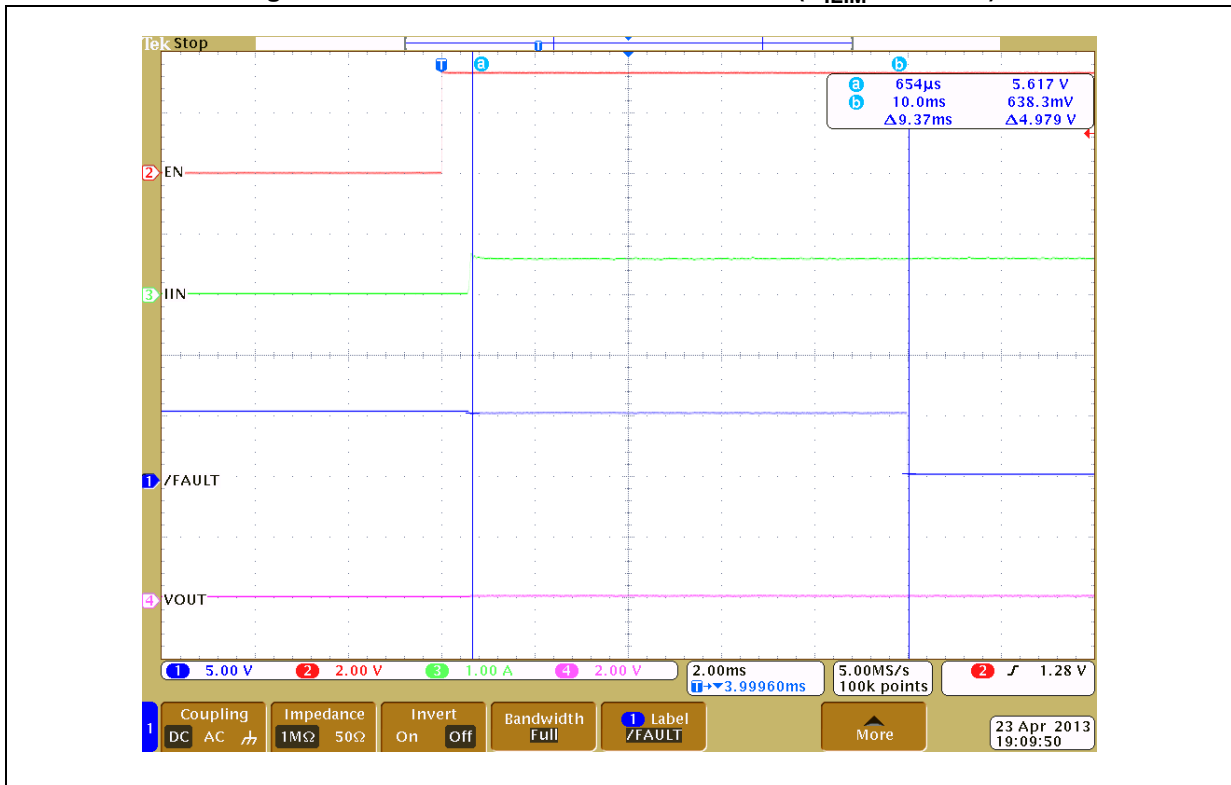 Tek Stop
T
T a b
a 654µs 5.617 V
b 10.0ms 638.3mV
Δ9.37ms Δ4.979 V
2 EN
3 IIN
1 /FAULT
4 VOUT
1 5.00 V 2 2.00 V 3 1.00 A 4 2.00 V
2.00ms
T→▼3.99960ms
5.00MS/s
100k points
2 1.28 V
1
Coupling
DC AC
Impedance
1MΩ 50Ω
Invert
On Off
Bandwidth
Full
1 Label
/FAULT
More
23 Apr 2013
19:09:50